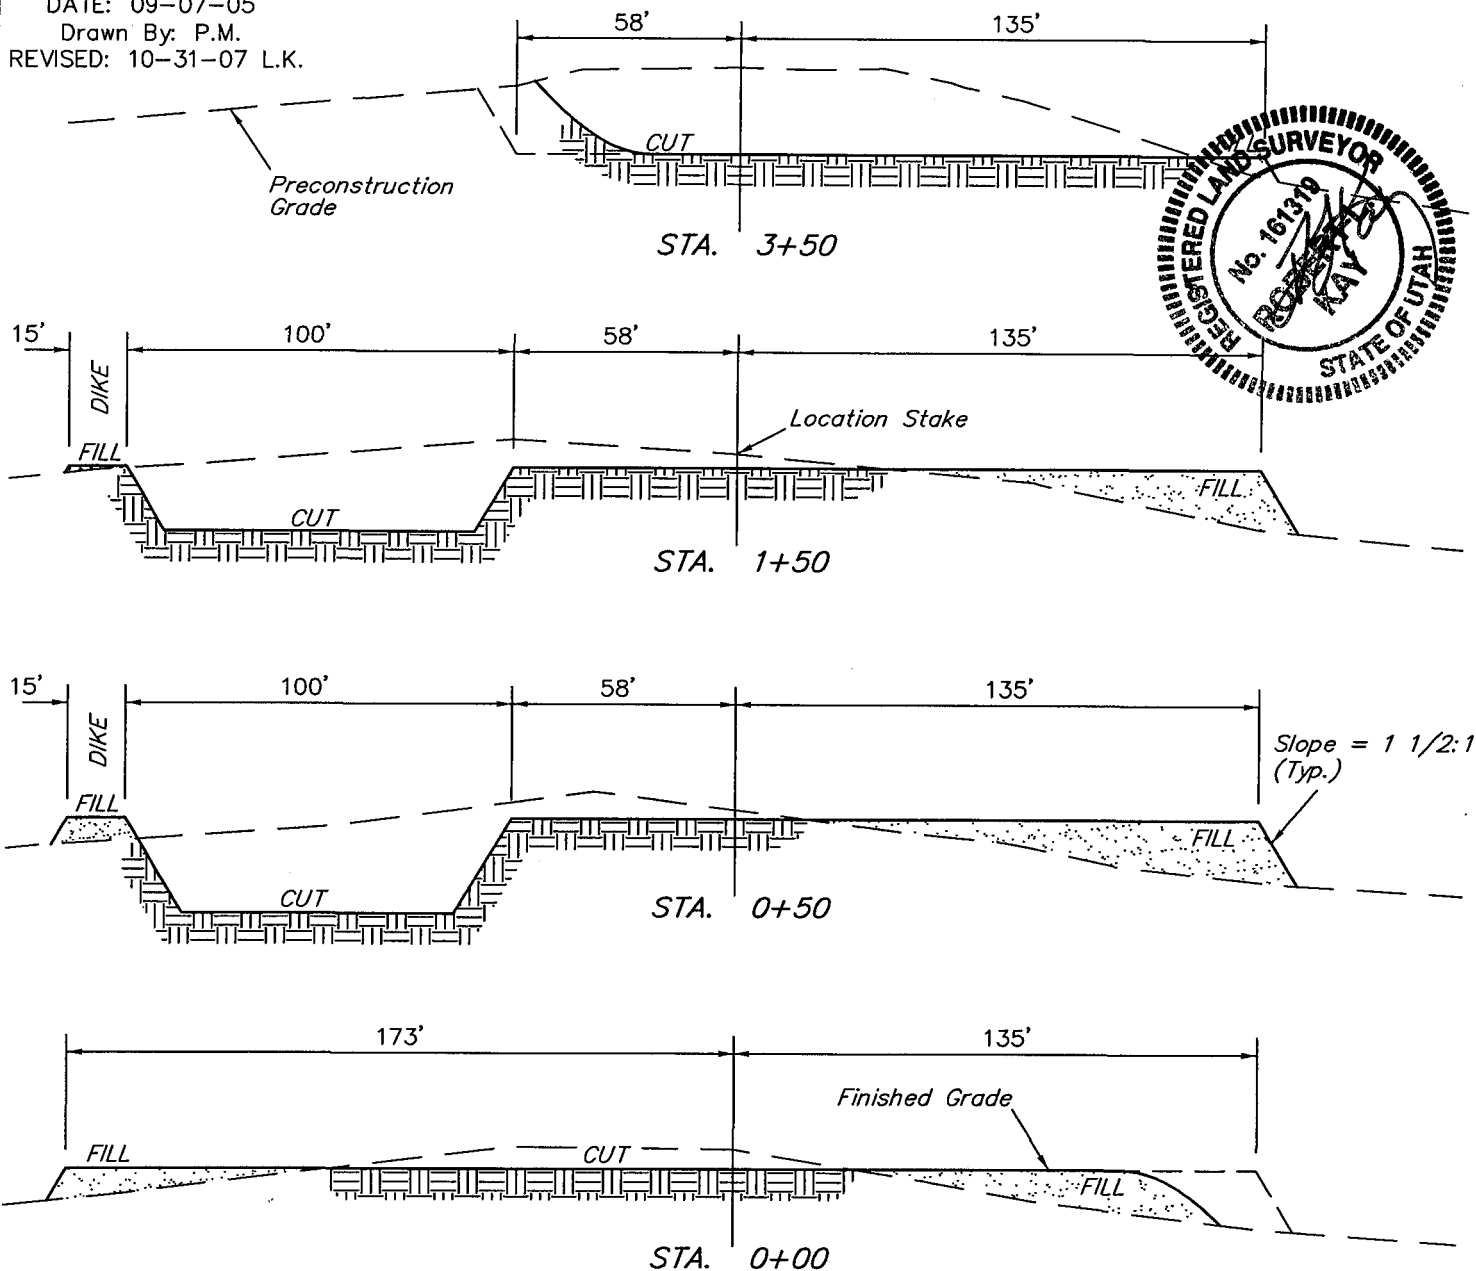 DATE: 09-07-05
Drawn By: P.M.
REVISED: 10-31-07 L.K.
58'
135'
CUT
Preconstruction
Grade
STA. 3+50
REGISTERED LAND SURVEYOR
No. 161319
ROBERT L.
KAY
STATE OF UTAH
15'
100'
58'
135'
DIKE
Location Stake
FILL
CUT
FILL
STA. 1+50
15'
100'
58'
135'
DIKE
Slope = 1 1/2:1
(Typ.)
FILL
FILL
CUT
STA. 0+50
173'
135'
Finished Grade
FILL
CUT
FILL
STA. 0+00